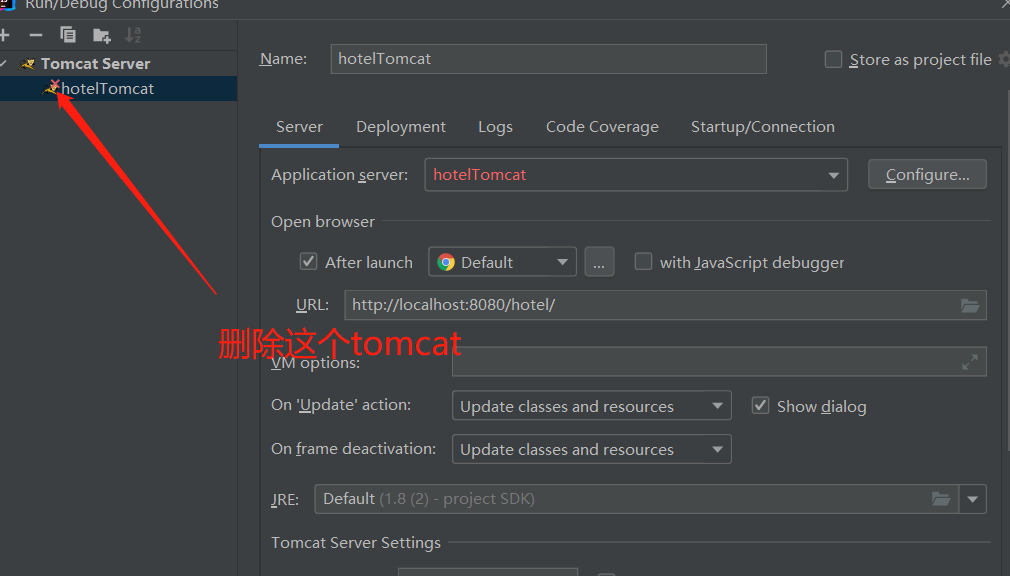 Run/Debug Configurations
Tomcat Server
hotelTomcat
Name: hotelTomcat
Store as project file
Server Deployment Logs Code Coverage Startup/Connection
Application server: hotelTomcat Configure...
Open browser
After launch Default ... with JavaScript debugger
URL: http://localhost:8080/hotel/
删除这个tomcat
VM options:
On 'Update' action: Update classes and resources Show dialog
On frame deactivation: Update classes and resources
JRE: Default (1.8 (2) - project SDK)
Tomcat Server Settings